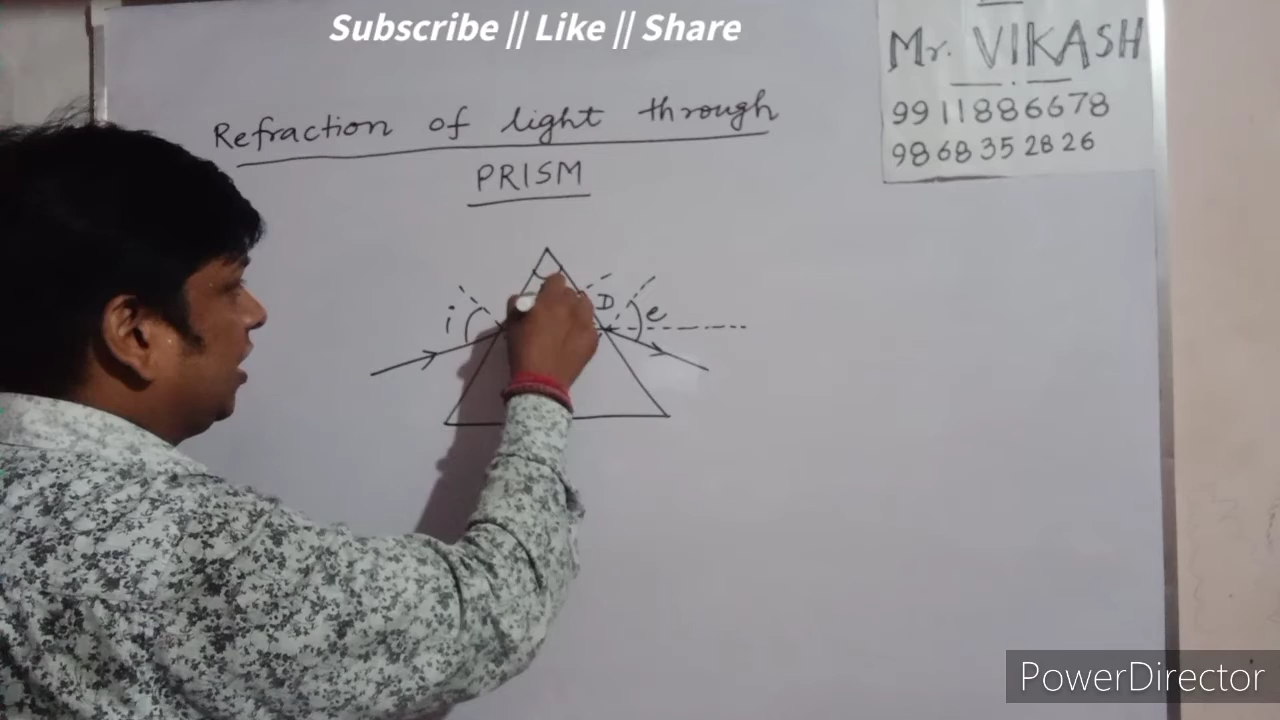 Subscribe || Like || Share
Mr. VIKASH
9911886678
9868352826
Refraction of light through
PRISM
i
D
e
PowerDirector